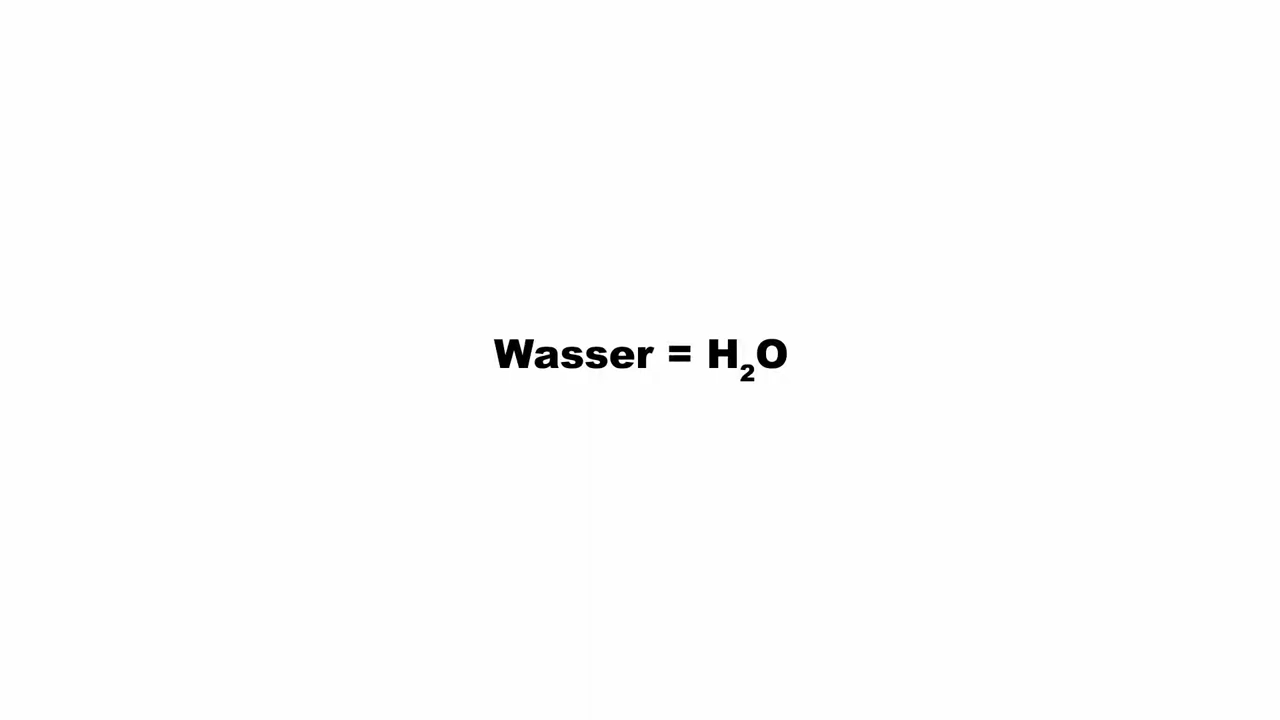 Wasser = H₂O